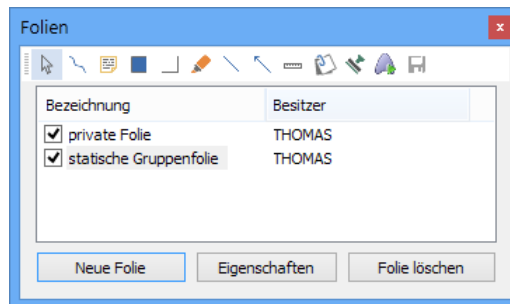 Folien
x
Bezeichnung Besitzer
private Folie THOMAS
statische Gruppenfolie THOMAS
Neue Folie Eigenschaften Folie löschen